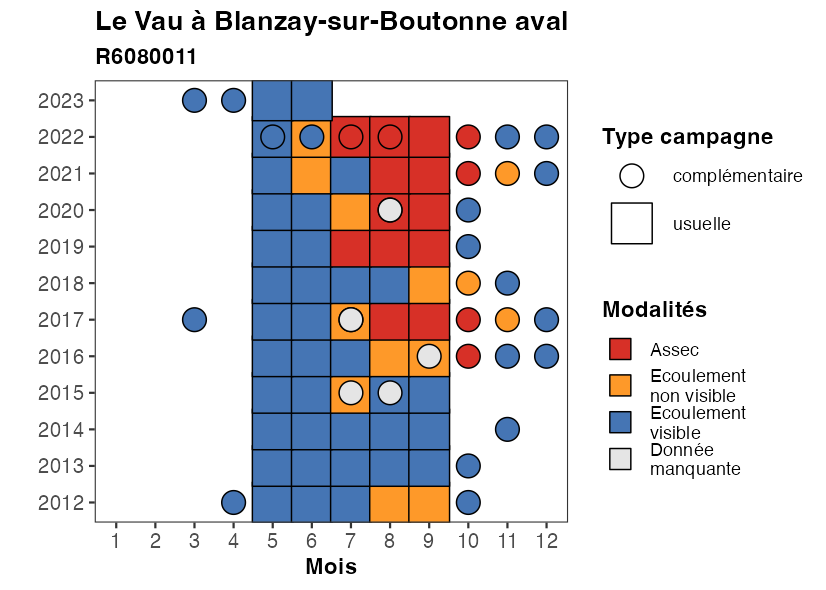 Le Vau à Blanzay-sur-Boutonne aval
R6080011
2023
2022
2021
2020
2019
2018
2017
2016
2015
2014
2013
2012
1 2 3 4 5 6 7 8 9 10 11 12
Mois
Type campagne
complémentaire
usuelle
Modalités
Assec
Ecoulement
non visible
Ecoulement
visible
Donnée
manquante